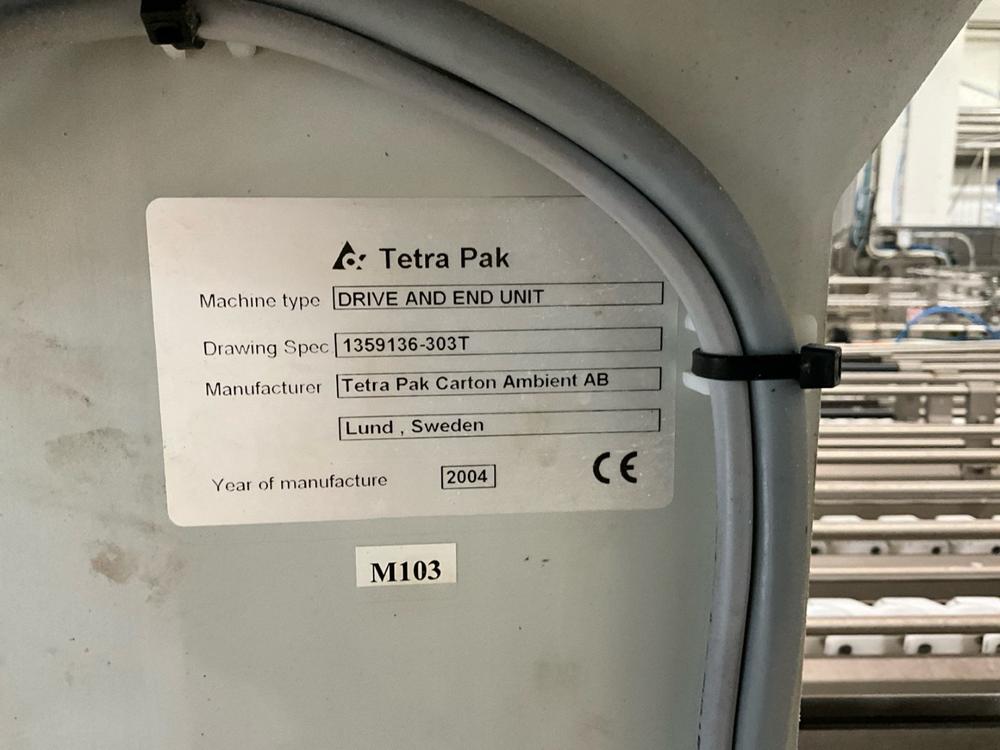 Tetra Pak
Machine type DRIVE AND END UNIT
Drawing Spec 1359136-303T
Manufacturer Tetra Pak Carton Ambient AB
Lund , Sweden
Year of manufacture 2004 CE
M103